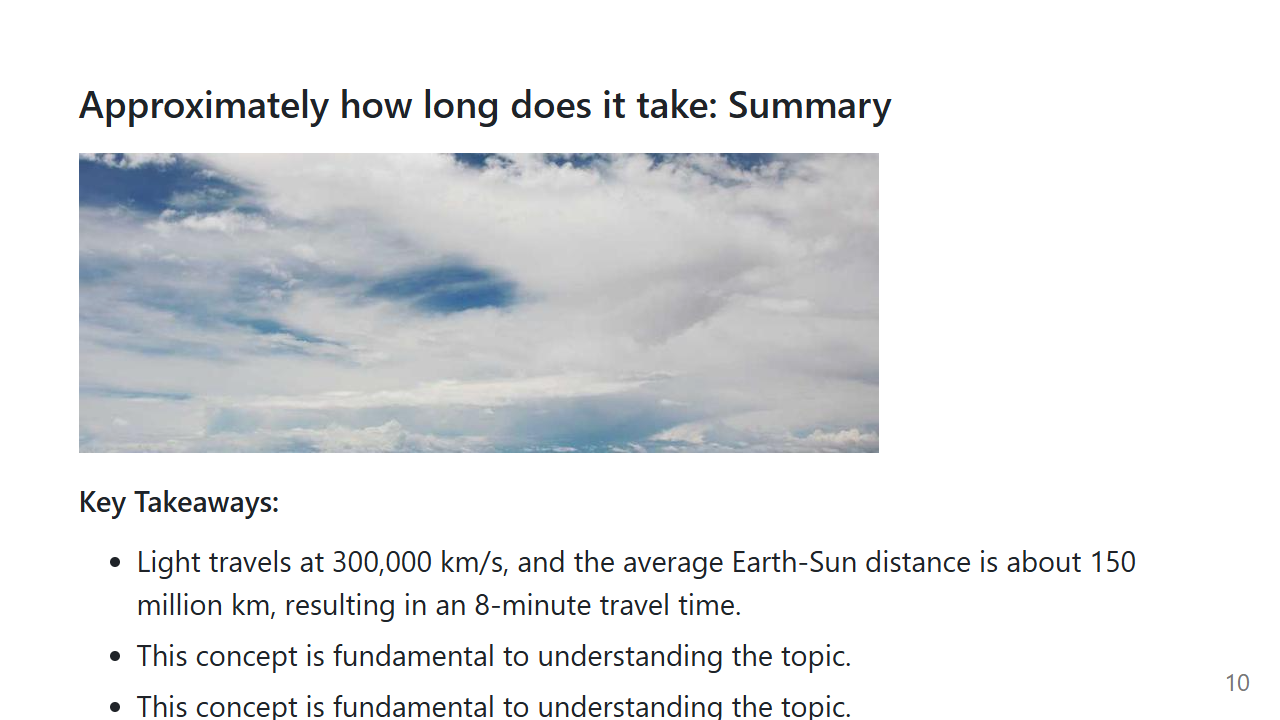 Approximately how long does it take: Summary
Key Takeaways:
Light travels at 300,000 km/s, and the average Earth-Sun distance is about 150
million km, resulting in an 8-minute travel time.
This concept is fundamental to understanding the topic.
This concept is fundamental to understanding the topic.
10